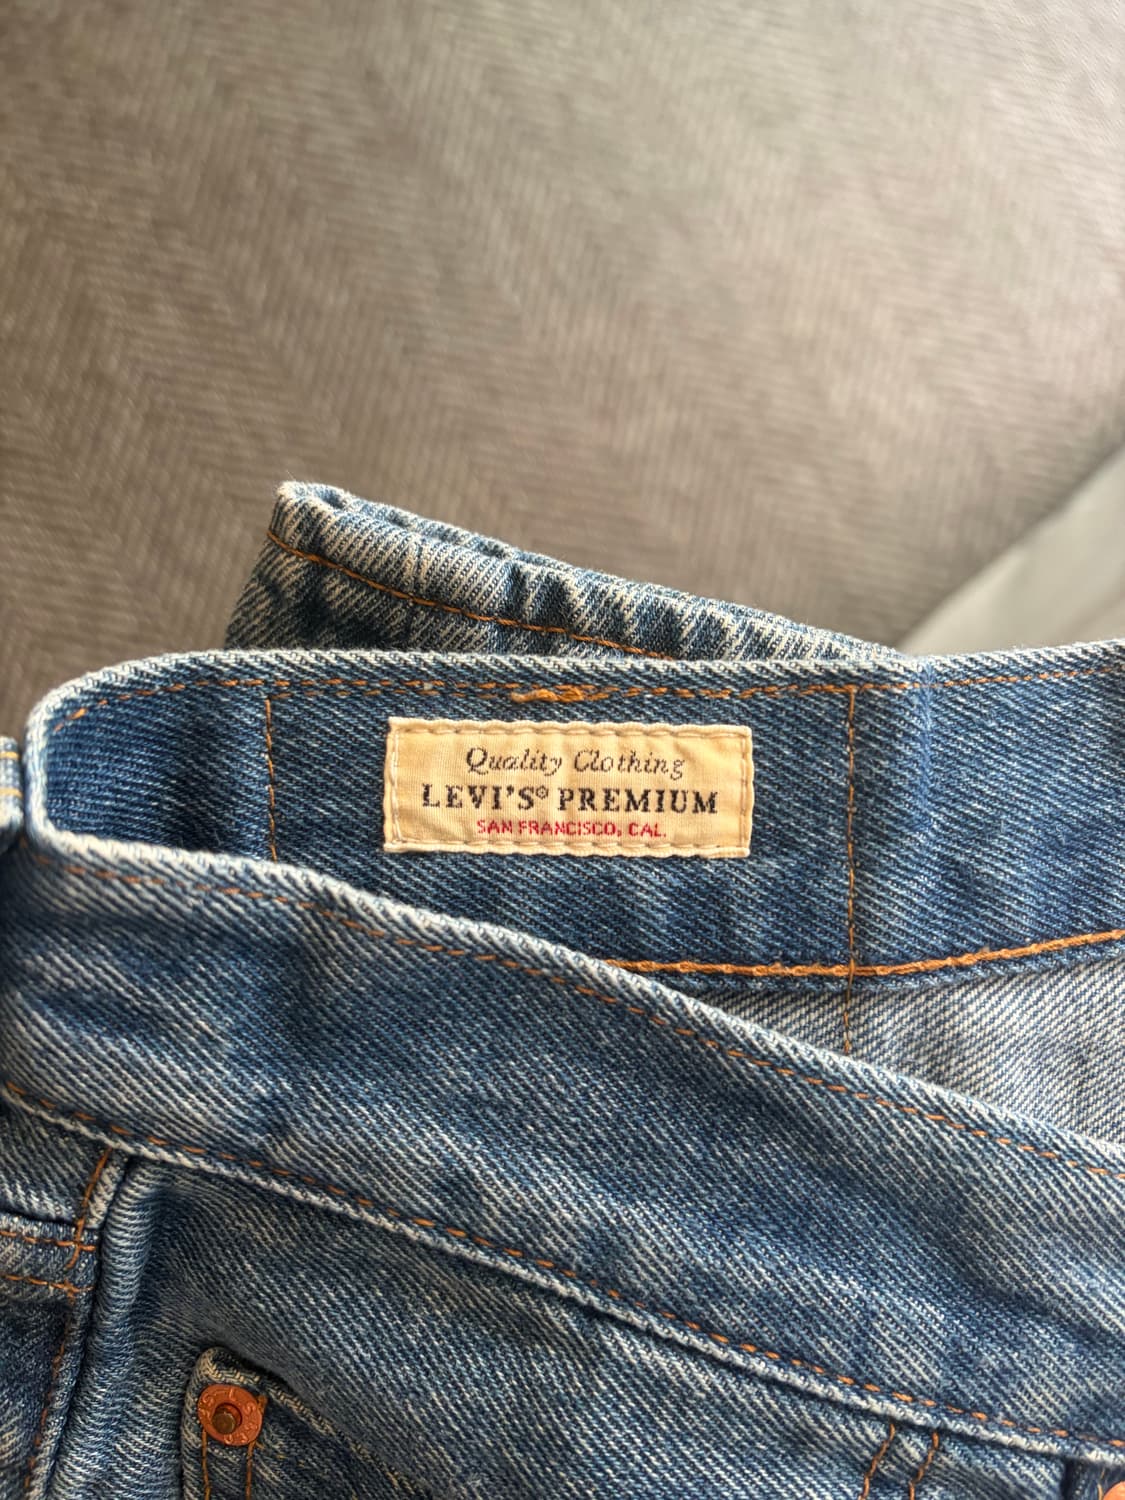 Quality Clothing
LEVI'S® PREMIUM
SAN FRANCISCO, CAL.